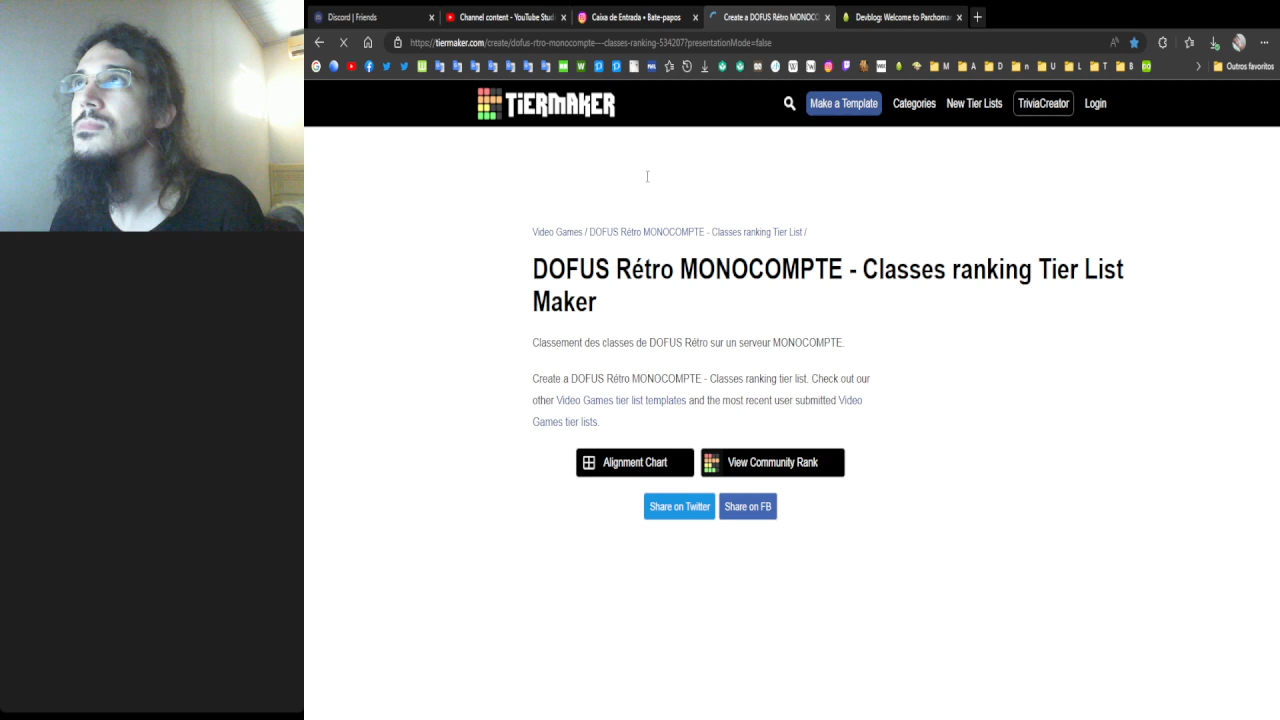 Discord | Friends
Channel content - YouTube Stud
Caixa de Entrada • Bate-papos
Create a DOFUS Rétro MONOCO
Devblog: Welcome to Parchoma
https://tiermaker.com/create/dofus-rtro-monocompte---classes-ranking-534207?presentationMode=false
M
A
D
n
U
L
T
B
Outros favoritos
TiERMAKER
Make a Template
Categories
New Tier Lists
TriviaCreator
Login
Video Games / DOFUS Rétro MONOCOMPTE - Classes ranking Tier List /
DOFUS Rétro MONOCOMPTE - Classes ranking Tier List
Maker
Classement des classes de DOFUS Rétro sur un serveur MONOCOMPTE.
Create a DOFUS Rétro MONOCOMPTE - Classes ranking tier list. Check out our
other Video Games tier list templates and the most recent user submitted Video
Games tier lists.
Alignment Chart
View Community Rank
Share on Twitter
Share on FB